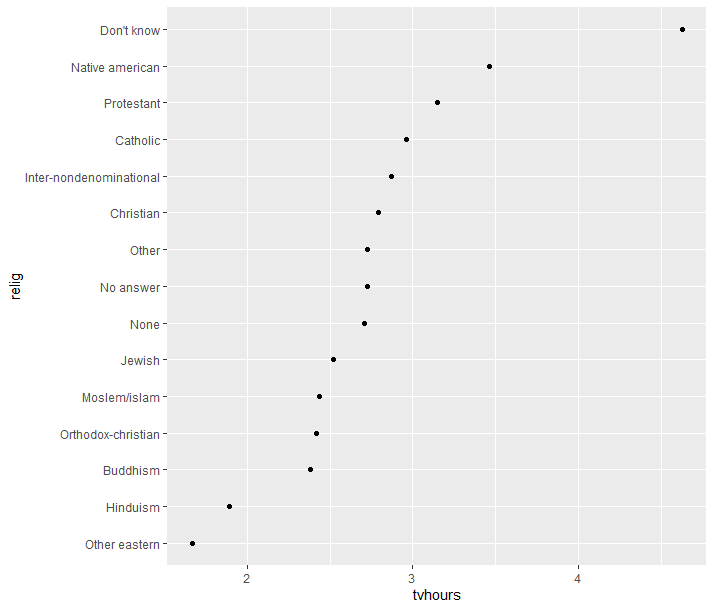 Don't know
Native american
Protestant
Catholic
Inter-nondenominational
Christian
Other
No answer
None
Jewish
Moslem/islam
Orthodox-christian
Buddhism
Hinduism
Other eastern
relig
2 3 4
tvhours